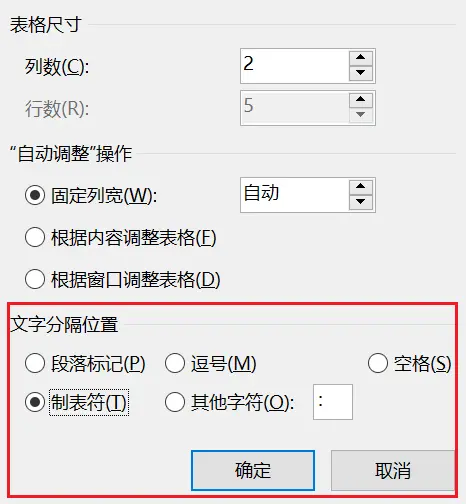 表格尺寸
列数(C): 2
行数(R): 5
“自动调整”操作
固定列宽(W): 自动
根据内容调整表格(F)
根据窗口调整表格(D)
文字分隔位置
段落标记(P) 逗号(M) 空格(S)
制表符(T) 其他字符(O): :
确定 取消